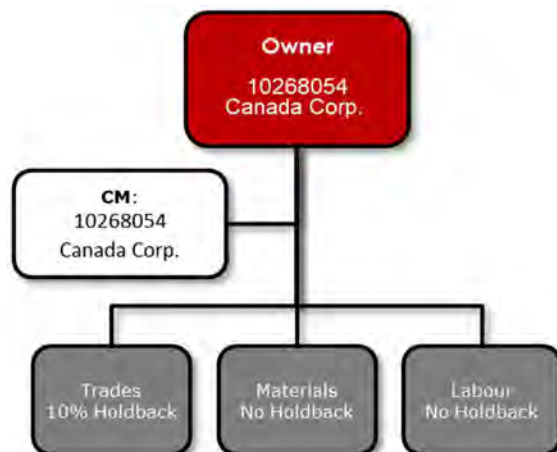 Owner
10268054
Canada Corp.
CM:
10268054
Canada Corp.
Trades
10% Holdback
Materials
No Holdback
Labour
No Holdback